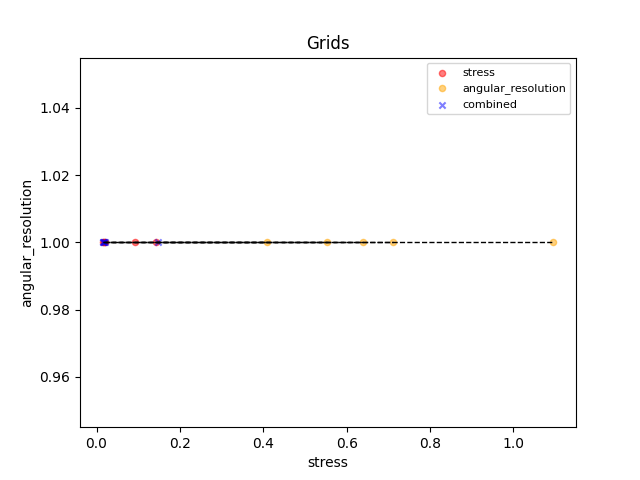 Grids
stress
angular_resolution
combined
1.04
1.02
1.00
0.98
0.96
angular_resolution
0.0 0.2 0.4 0.6 0.8 1.0
stress